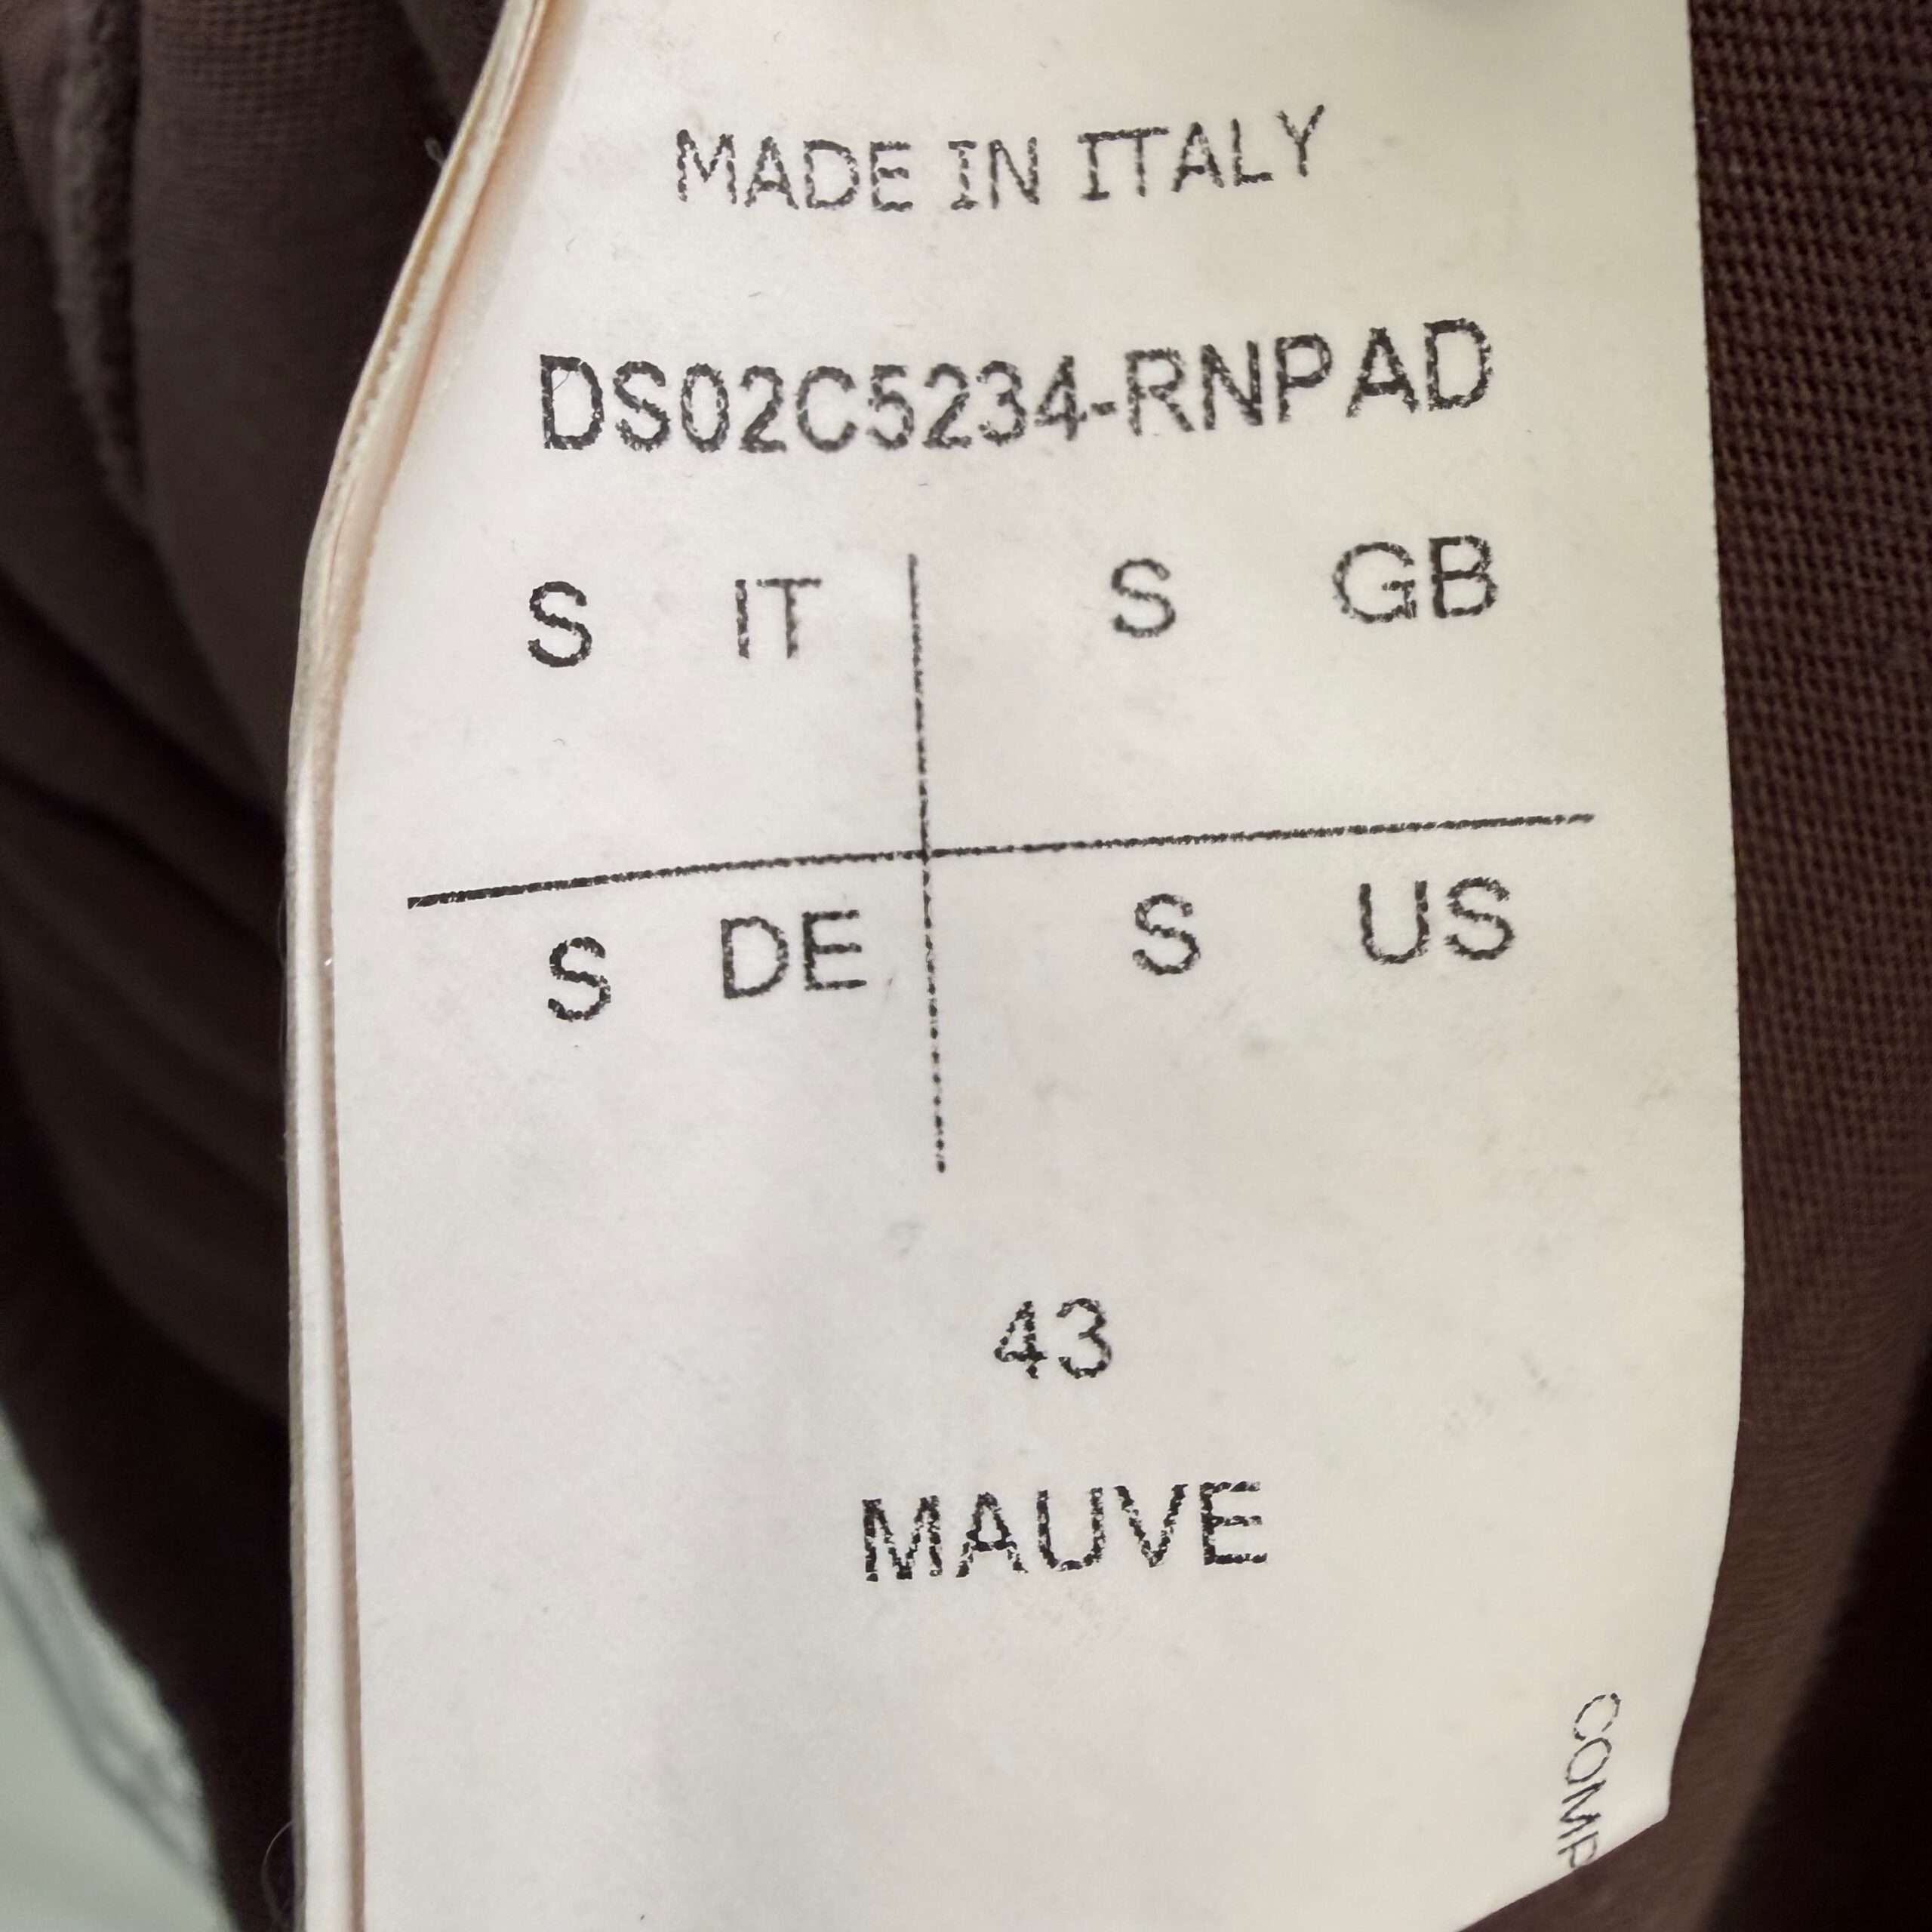 MADE IN ITALY
DS02C5234-RNPAD
S IT S GB
S DE S US
43
MAUVE
COMP